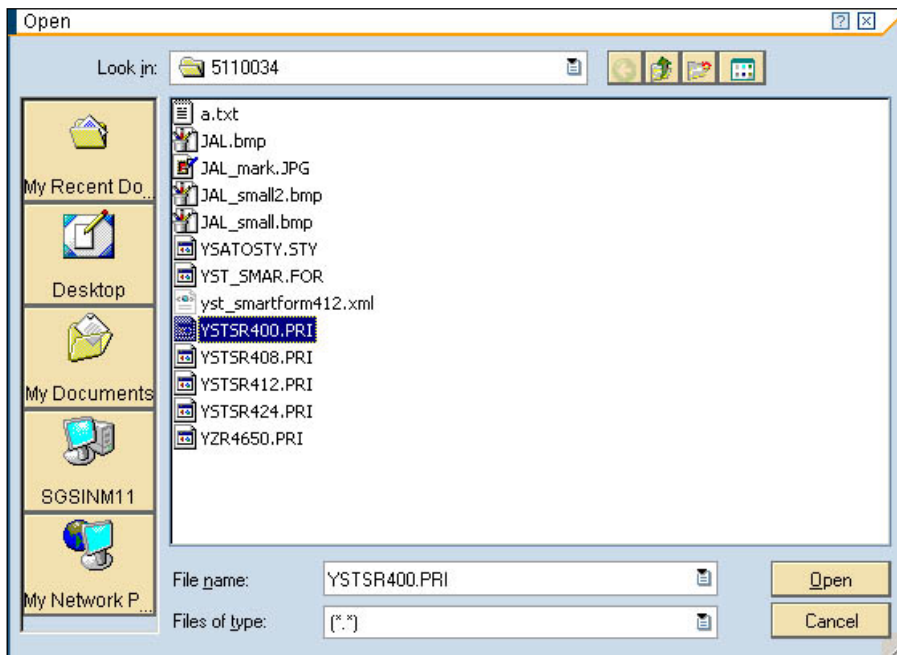 Open
Look in:
5110034
My Recent Do...
Desktop
My Documents
SGSINM11
My Network P...
a.txt
JAL.bmp
JAL_mark.JPG
JAL_small2.bmp
JAL_small.bmp
YSATOSTY.STY
YST_SMAR.FOR
yst_smartform412.xml
YSTSR400.PRI
YSTSR408.PRI
YSTSR412.PRI
YSTSR424.PRI
YZR4650.PRI
File name:
YSTSR400.PRI
Open
Files of type:
(*.*)
Cancel